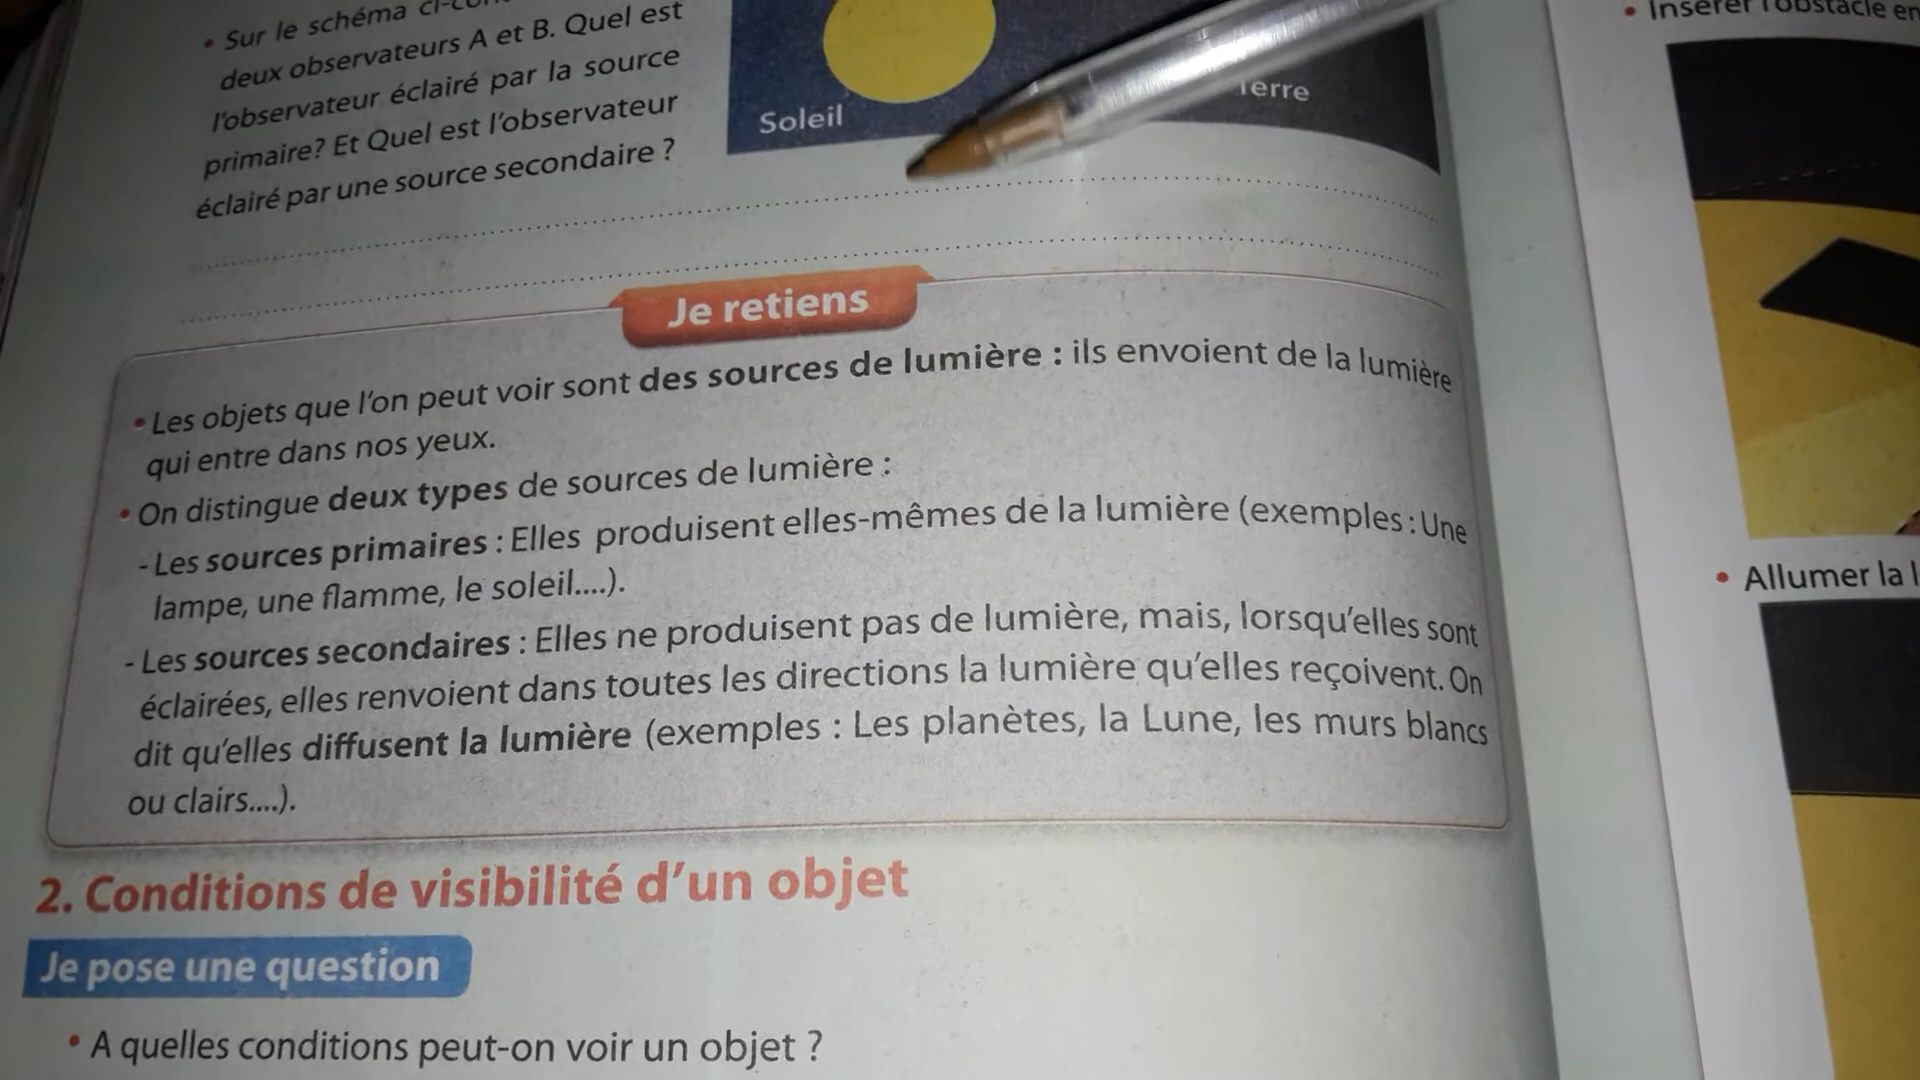 • Sur le schéma
deux observateurs A et B. Quel est
l'observateur éclairé par la source
primaire? Et Quel est l'observateur
éclairé par une source secondaire ?
Soleil
Terre
Je retiens
• Les objets que l'on peut voir sont des sources de lumière : ils envoient de la lumière
qui entre dans nos yeux.
• On distingue deux types de sources de lumière :
- Les sources primaires : Elles produisent elles-mêmes de la lumière (exemples : Une
lampe, une flamme, le soleil....).
- Les sources secondaires : Elles ne produisent pas de lumière, mais, lorsqu'elles sont
éclairées, elles renvoient dans toutes les directions la lumière qu'elles reçoivent. On
dit qu'elles diffusent la lumière (exemples : Les planètes, la Lune, les murs blancs
ou clairs....).
2. Conditions de visibilité d'un objet
Je pose une question
• A quelles conditions peut-on voir un objet ?
• Insérer l'obstacle en
• Allumer la l